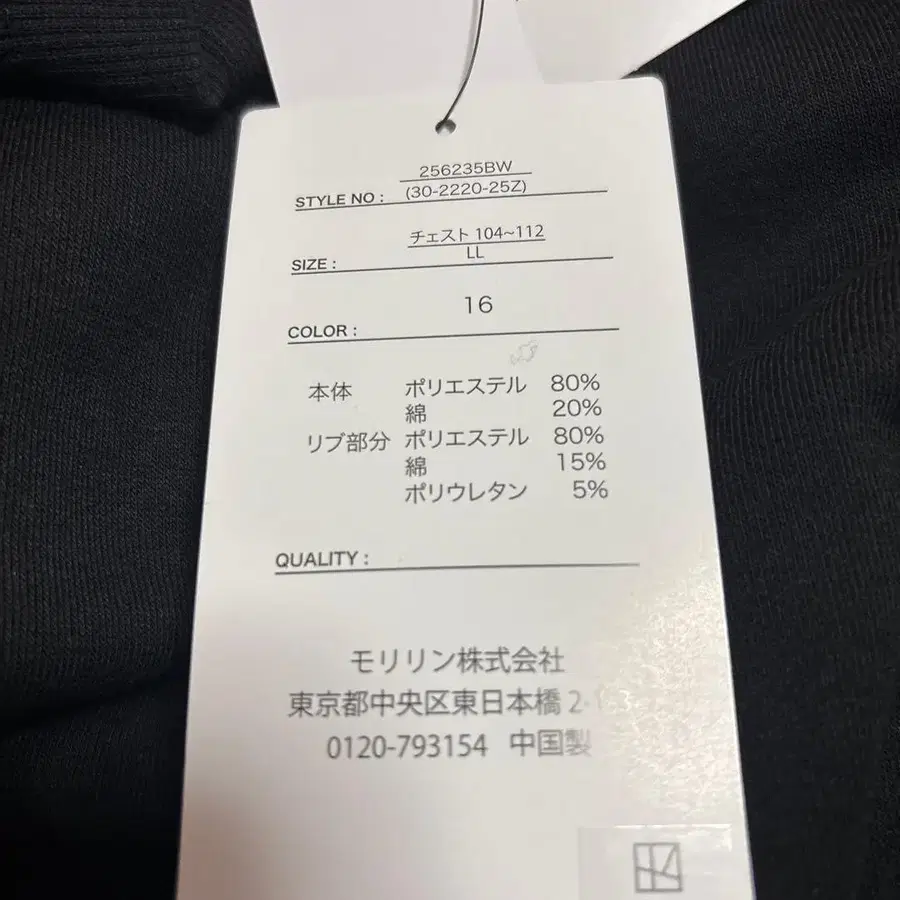 256235BW
STYLE NO : (30-2220-25Z)
チェスト 104~112
LL
SIZE :
16
COLOR :
本体 ポリエステル 80%
綿 20%
リブ部分 ポリエステル 80%
綿 15%
ポリウレタン 5%
QUALITY :
モリリン株式会社
東京都中央区東日本橋 2-
0120-793154 中国製